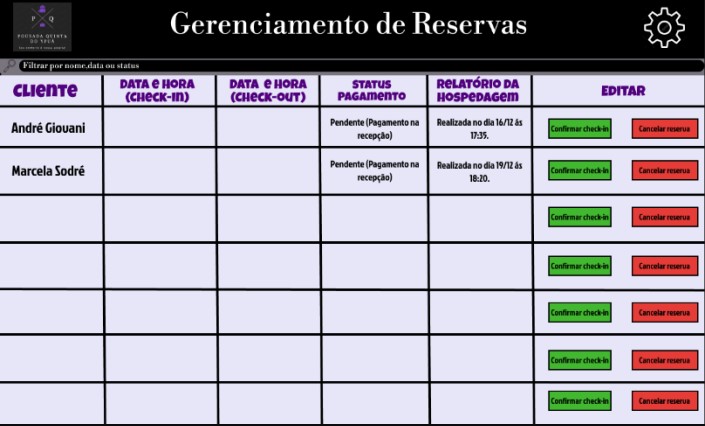 P Q
POUSADA QUINTA
DO YPUÃ
Gerenciamento de Reservas
Filtrar por nome,data ou status
CLIENTE
DATA E HORA
(CHECK-IN)
DATA E HORA
(CHECK-OUT)
STATUS
PAGAMENTO
RELATÓRIO DA
HOSPEDAGEM
EDITAR
André Giovani
Pendente (Pagamento na
recepção)
Realizada no dia 16/12 ás
17:35.
Confirmar check-in
Cancelar reserva
Marcela Sodré
Pendente (Pagamento na
recepção)
Realizada no dia 19/12 ás
18:20.
Confirmar check-in
Cancelar reserva
Confirmar check-in
Cancelar reserva
Confirmar check-in
Cancelar reserva
Confirmar check-in
Cancelar reserva
Confirmar check-in
Cancelar reserva
Confirmar check-in
Cancelar reserva